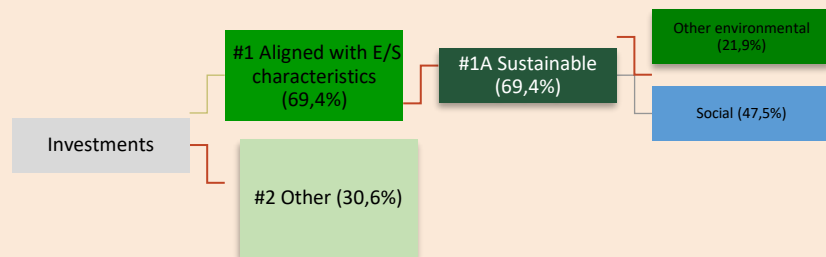 Investments
#1 Aligned with E/S
characteristics
(69,4%)
#2 Other (30,6%)
#1A Sustainable
(69,4%)
Other environmental
(21,9%)
Social (47,5%)